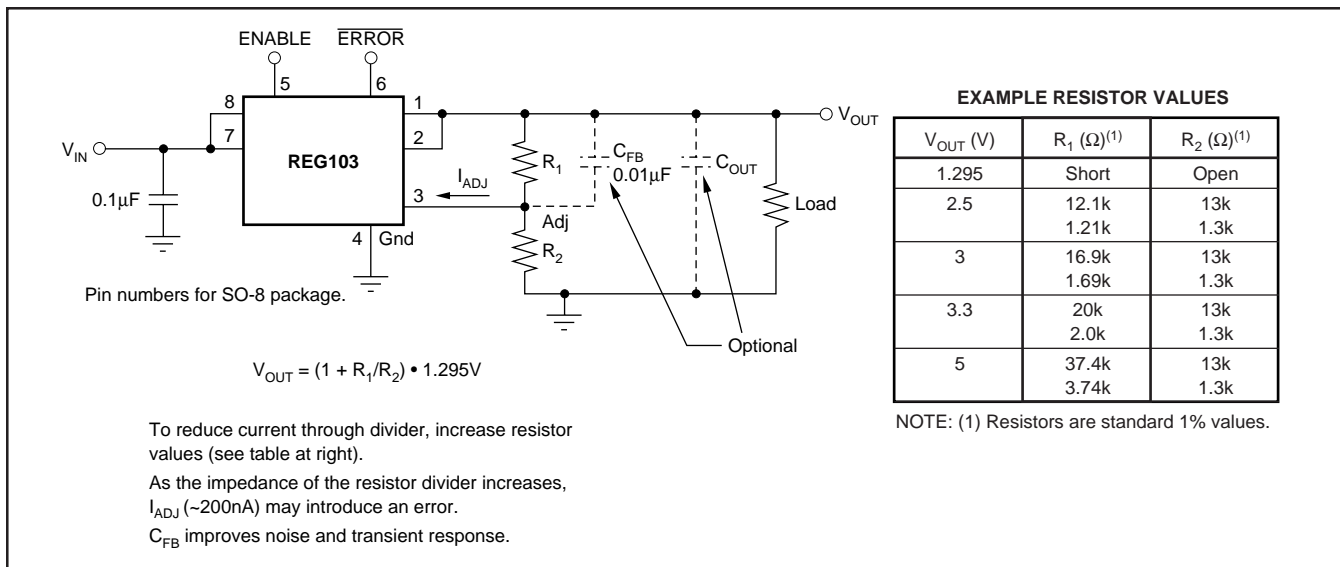 ENABLE
ERROR
5
6
8
7
1
2
3
4
Gnd
REG103
V_IN
0.1μF
I_ADJ
Adj
R_1
R_2
C_FB
0.01μF
C_OUT
Load
V_OUT
Optional
Pin numbers for SO-8 package.
V_OUT = (1 + R_1/R_2) • 1.295V
To reduce current through divider, increase resistor
values (see table at right).
As the impedance of the resistor divider increases,
I_ADJ (~200nA) may introduce an error.
C_FB improves noise and transient response.
EXAMPLE RESISTOR VALUES
V_OUT (V) R_1 (Ω)(1) R_2 (Ω)(1)
1.295 Short Open
2.5 12.1k 13k
1.21k 1.3k
3 16.9k 13k
1.69k 1.3k
3.3 20k 13k
2.0k 1.3k
5 37.4k 13k
3.74k 1.3k
NOTE: (1) Resistors are standard 1% values.